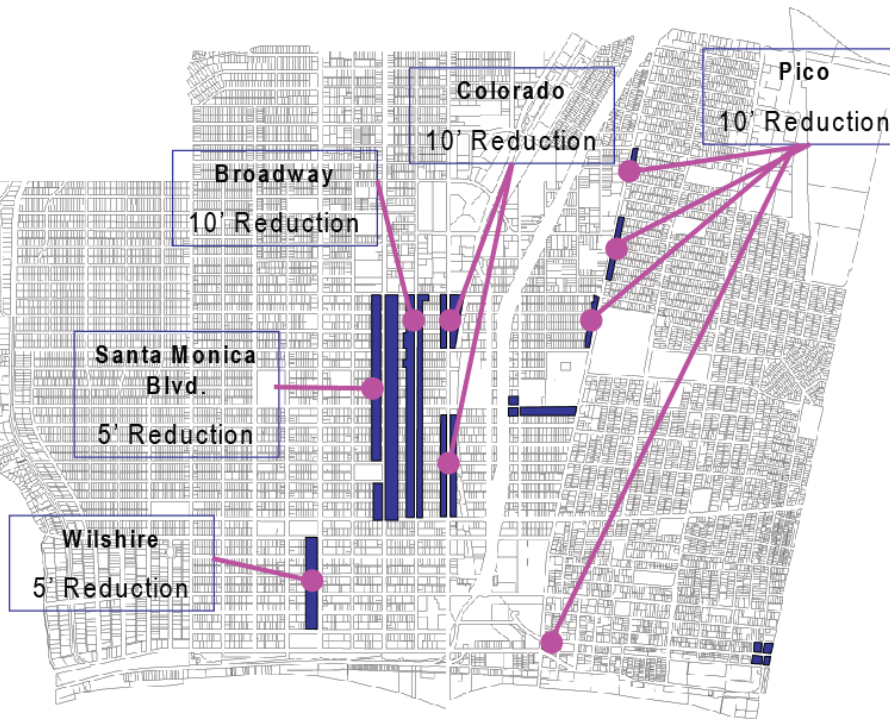 Pico
10’ Reduction
Colorado
10’ Reduction
Broadway
10’ Reduction
Santa Monica
Blvd.
5’ Reduction
Wilshire
5’ Reduction